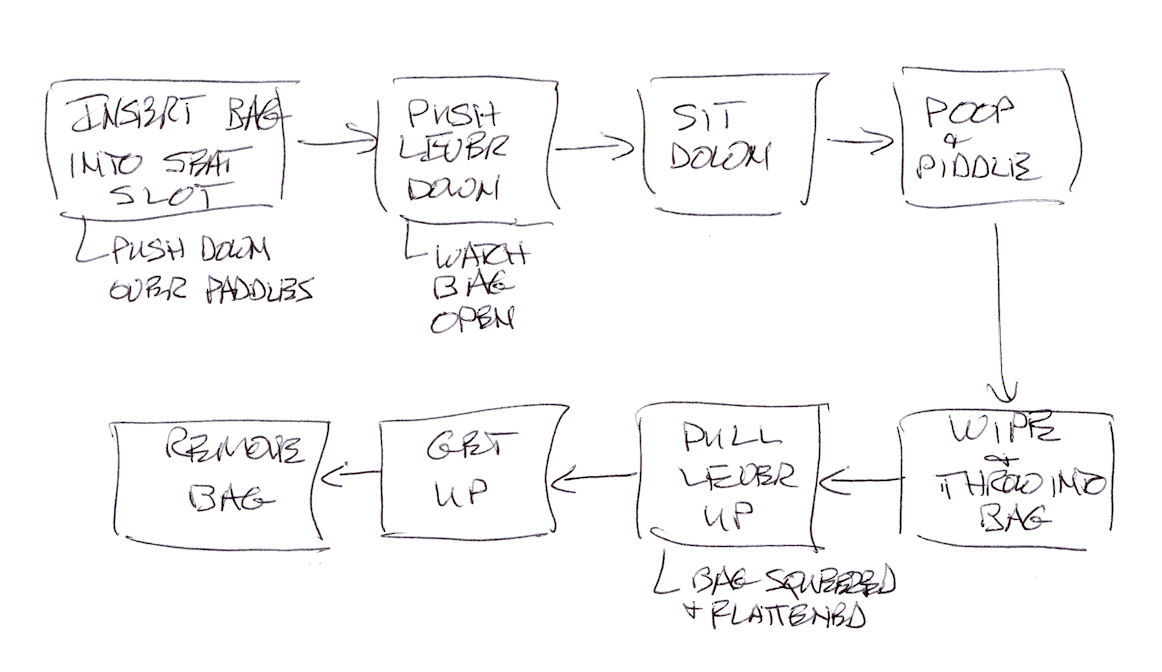 INSERT BAG
INTO SEAT
SLOT
PUSH DOWN
OVER PADDLES
PUSH
LEVER
DOWN
WATCH
BAG
OPEN
SIT
DOWN
POOP
&
PIDDLE
WIPE
&
THROW INTO
BAG
PULL
LEVER
UP
BAG SQUEEZED
+ FLATTENED
GET
UP
REMOVE
BAG